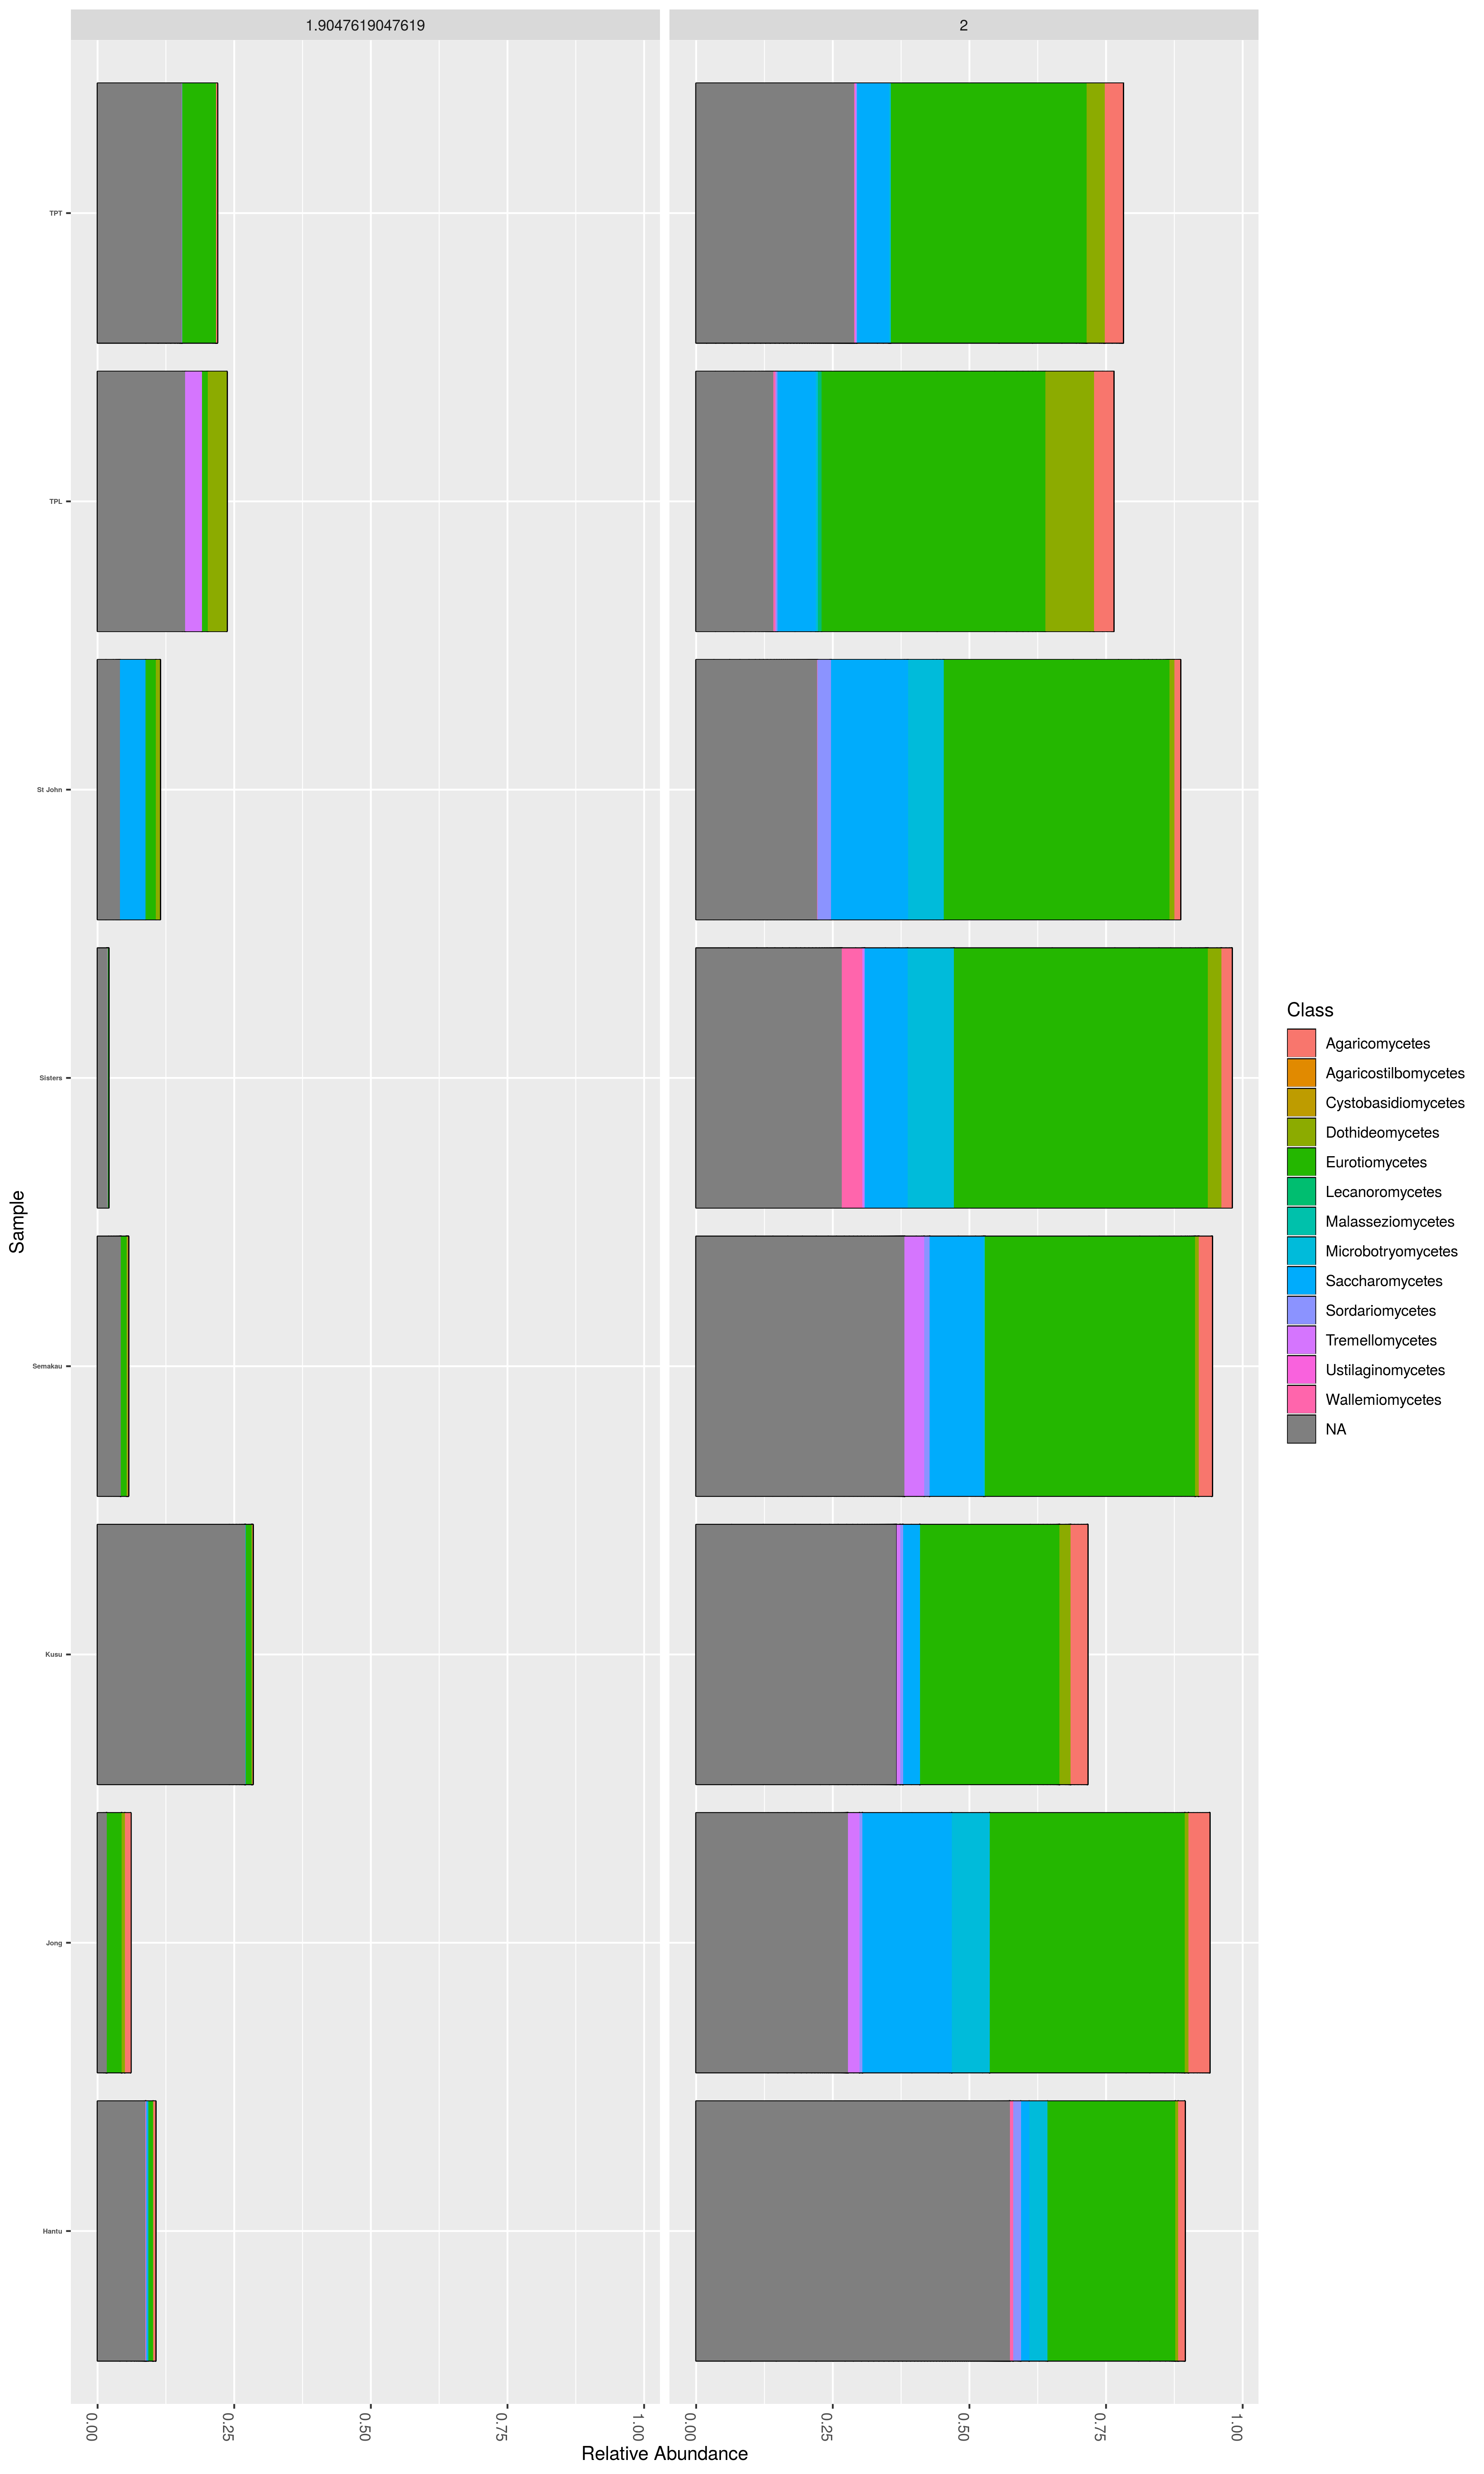 1.9047619047619
2
TPT
TPL
St John
Sisters
Semakau
Kusu
Jong
Hantu
Sample
0.00
0.25
0.50
0.75
1.00
0.00
0.25
0.50
0.75
1.00
Relative Abundance
Class
Agaricomycetes
Agaricostilbomycetes
Cystobasidiomycetes
Dothideomycetes
Eurotiomycetes
Lecanoromycetes
Malasseziomycetes
Microbotryomycetes
Saccharomycetes
Sordariomycetes
Tremellomycetes
Ustilaginomycetes
Wallemiomycetes
NA